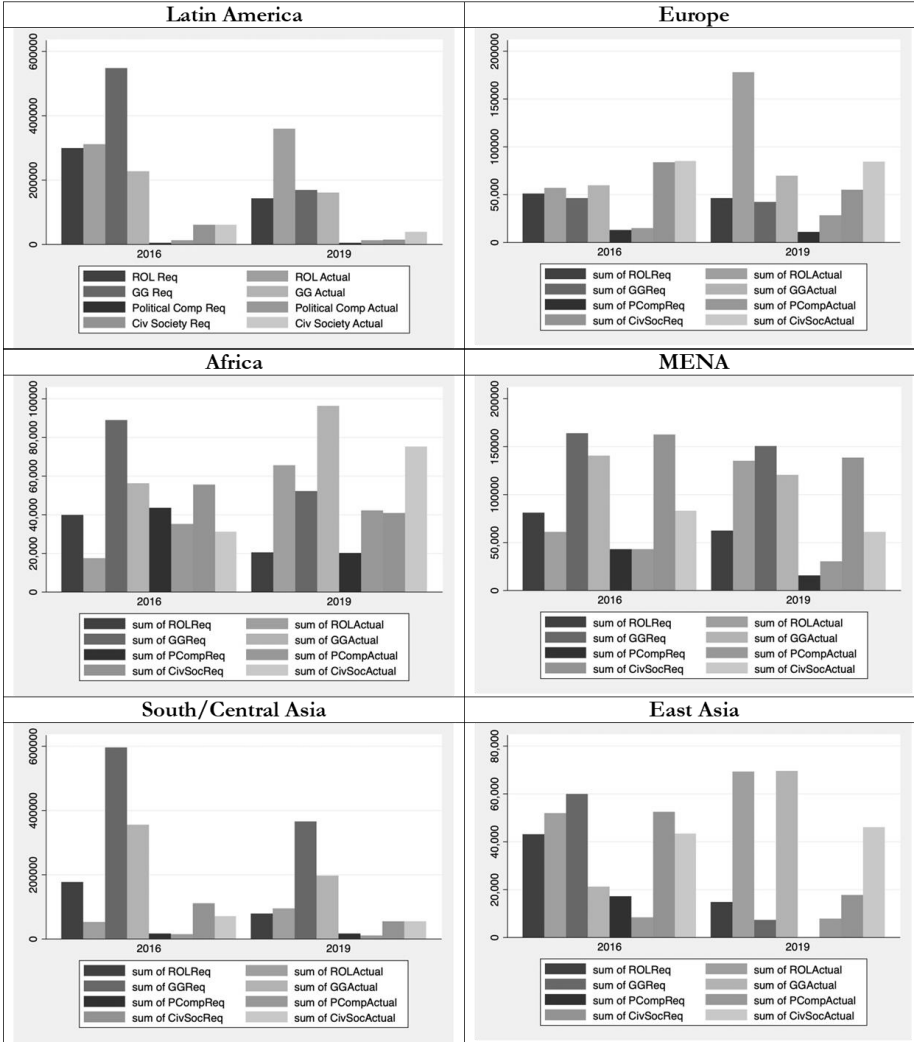 Latin America
600000
400000
200000
0
2016
2019
ROL Req
ROL Actual
GG Req
GG Actual
Political Comp Req
Political Comp Actual
Civ Society Req
Civ Society Actual
Europe
200000
150000
100000
50,000
0
2016
2019
sum of ROLReq
sum of ROLActual
sum of GGReq
sum of GGActual
sum of PCompReq
sum of PCompActual
sum of CivSocReq
sum of CivSocActual
Africa
100000
80,000
60,000
40,000
20,000
0
2016
2019
sum of ROLReq
sum of ROLActual
sum of GGReq
sum of GGActual
sum of PCompReq
sum of PCompActual
sum of CivSocReq
sum of CivSocActual
MENA
200000
150000
100000
50,000
0
2016
2019
sum of ROLReq
sum of ROLActual
sum of GGReq
sum of GGActual
sum of PCompReq
sum of PCompActual
sum of CivSocReq
sum of CivSocActual
South/Central Asia
600000
400000
200000
0
2016
2019
sum of ROLReq
sum of ROLActual
sum of GGReq
sum of GGActual
sum of PCompReq
sum of PCompActual
sum of CivSocReq
sum of CivSocActual
East Asia
80,000
60,000
40,000
20,000
0
2016
2019
sum of ROLReq
sum of ROLActual
sum of GGReq
sum of GGActual
sum of PCompReq
sum of PCompActual
sum of CivSocReq
sum of CivSocActual